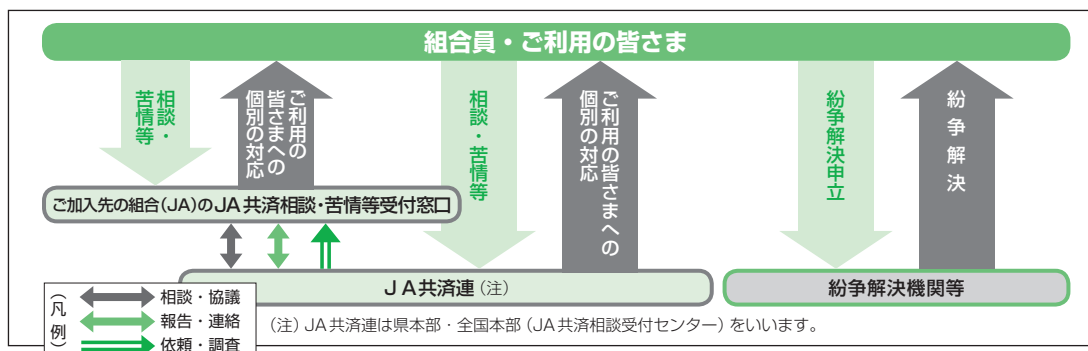 組合員・ご利用の皆さま
相談・
苦情等
ご利用の
皆さまへの
個別の対応
相談・苦情等
ご利用の皆さまへの
個別の対応
紛争解決申立
紛争解決
ご加入先の組合(JA)のJA共済相談・苦情等受付窓口
JA共済連(注)
紛争解決機関等
(凡例)
相談・協議
報告・連絡
依頼・調査
(注)JA共済連は県本部・全国本部(JA共済相談受付センター)をいいます。